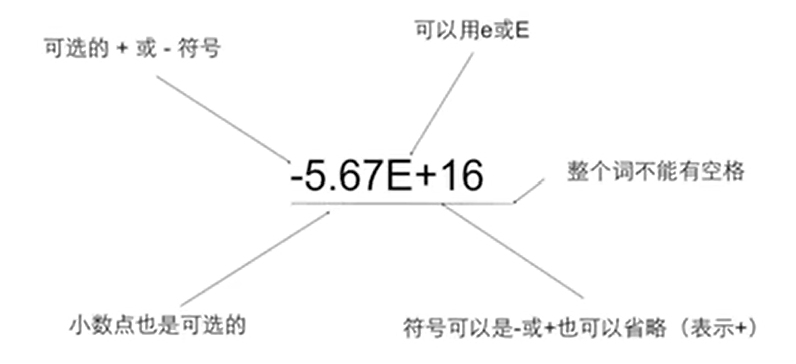 可以用e或E
可选的 + 或 - 符号
-5.67E+16
整个词不能有空格
小数点也是可选的
符号可以是-或+也可以省略（表示+）